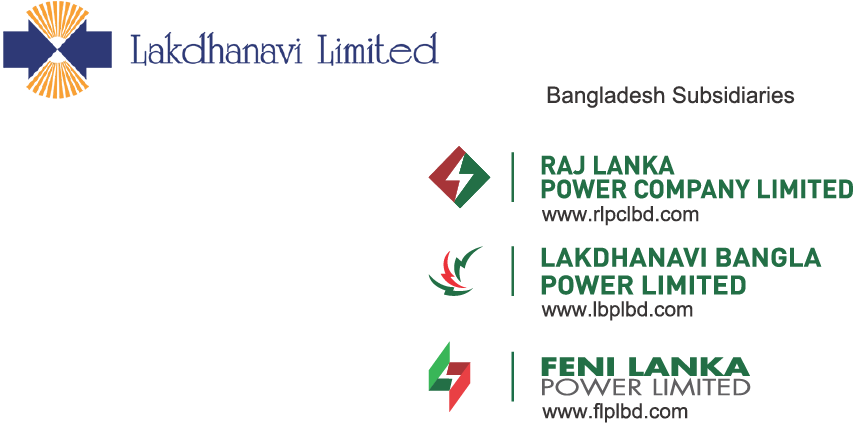 Lakdhanavi Limited
Bangladesh Subsidiaries
RAJ LANKA
POWER COMPANY LIMITED
www.rlpclbd.com
LAKDHANAVI BANGLA
POWER LIMITED
www.lbplbd.com
FENI LANKA
POWER LIMITED
www.flplbd.com